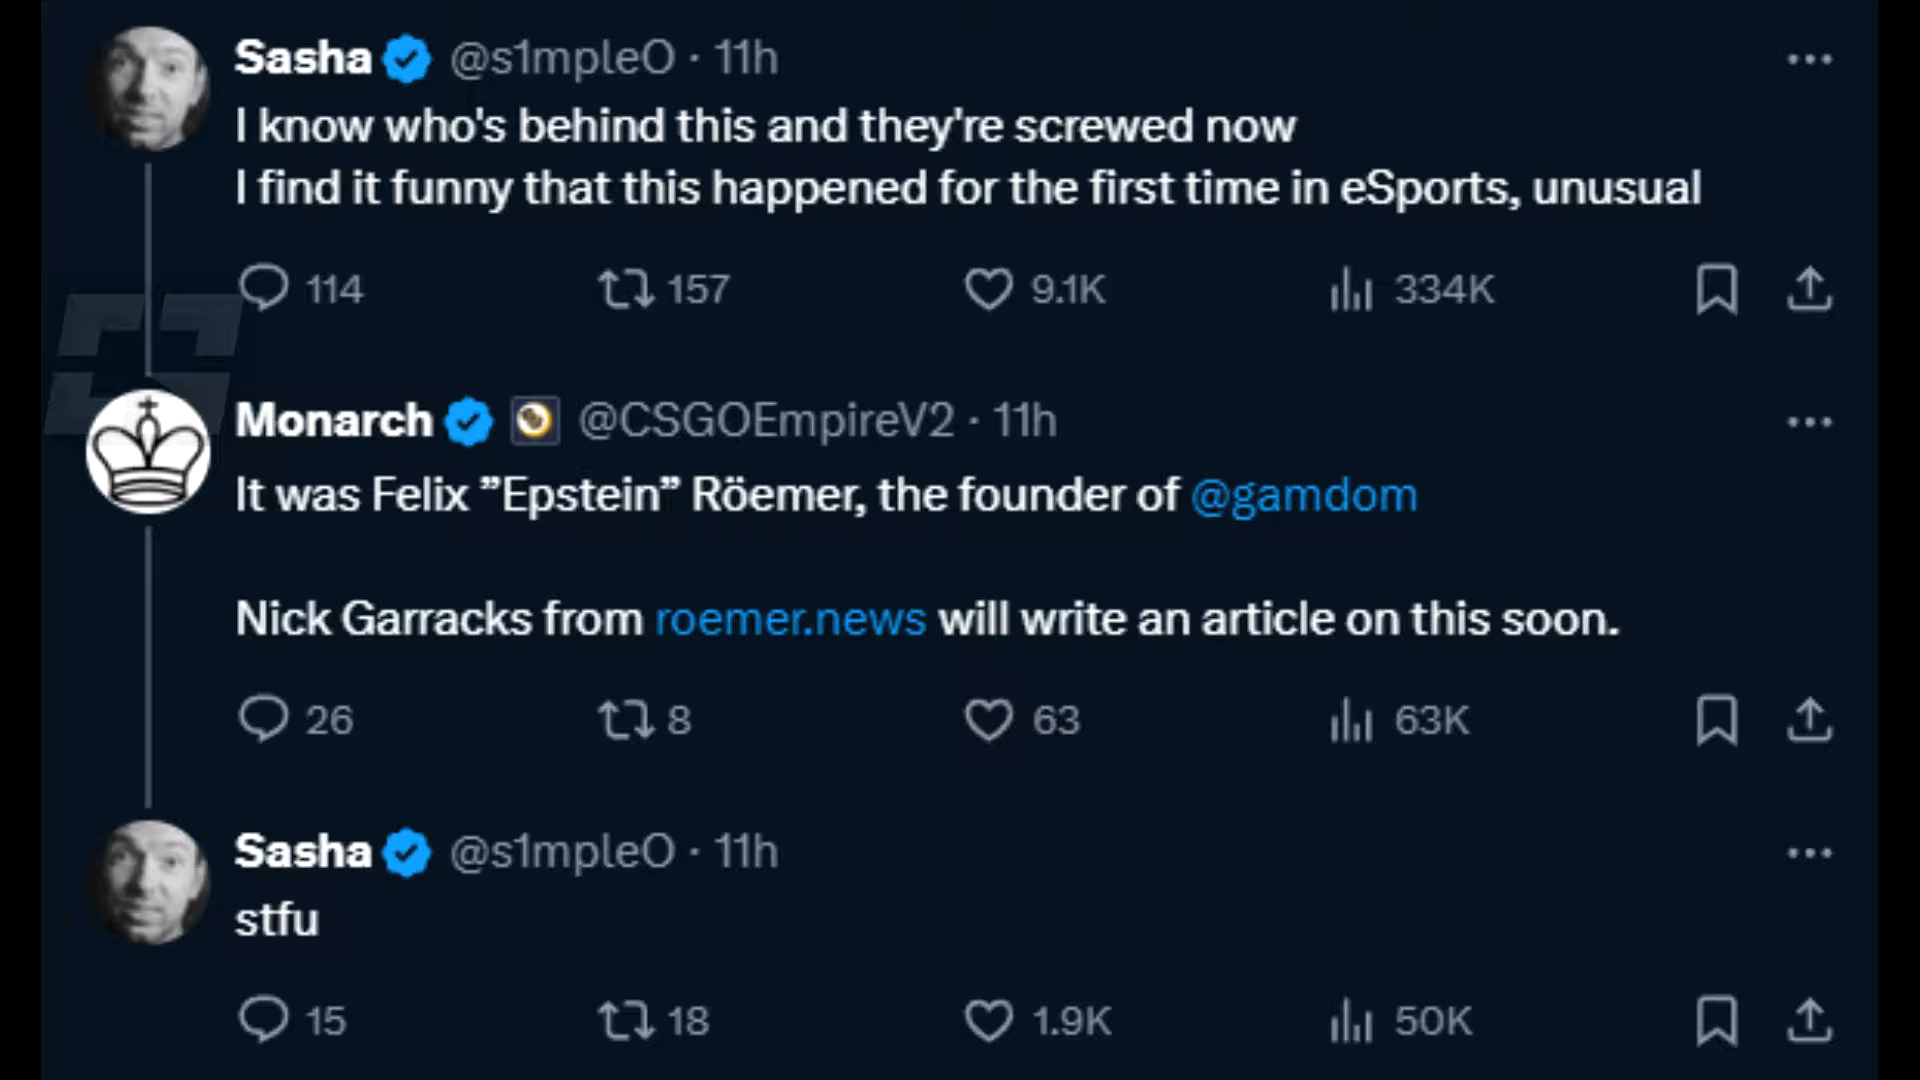 Sasha @s1mpleO · 11h
I know who's behind this and they're screwed now
I find it funny that this happened for the first time in eSports, unusual
114 157 9.1K 334K
Monarch @CSGOEmpireV2 · 11h
It was Felix ”Epstein” Röemer, the founder of @gamdom
Nick Garracks from roemer.news will write an article on this soon.
26 8 63 63K
Sasha @s1mpleO · 11h
stfu
15 18 1.9K 50K